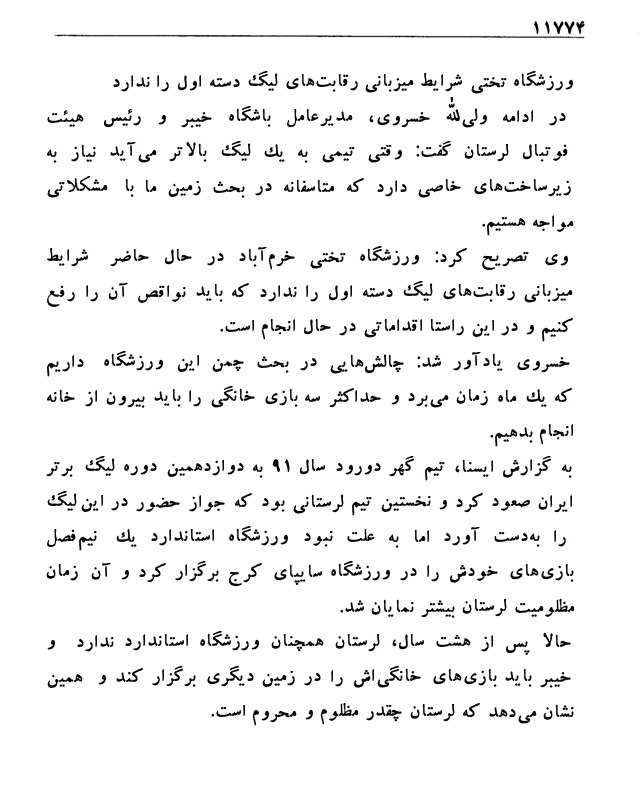 ۱۱۷۷۴
ورزشگاه تختی شرایط میزبانی رقابت‌های لیگ دسته اول را ندارد
در ادامه ولی‌الله خسروی، مدیرعامل باشگاه خیبر و رئیس هیئت
فوتبال لرستان گفت: وقتی تیمی به یك لیگ بالاتر می‌آید نیاز به
زیرساخت‌های خاصی دارد که متاسفانه در بحث زمین ما با مشکلاتی
مواجه هستیم.
وی تصریح کرد: ورزشگاه تختی خرم‌آباد در حال حاضر شرایط
میزبانی رقابت‌های لیگ دسته اول را ندارد که باید نواقص آن را رفع
کنیم و در این راستا اقداماتی در حال انجام است.
خسروی یادآور شد: چالش‌هایی در بحث چمن این ورزشگاه داریم
که یك ماه زمان می‌برد و حداکثر سه بازی خانگی را باید بیرون از خانه
انجام بدهیم.
به گزارش ایسنا، تیم گهر دورود سال ۹۱ به دوازدهمین دوره لیگ برتر
ایران صعود کرد و نخستین تیم لرستانی بود که جواز حضور در این لیگ
را به‌دست آورد اما به علت نبود ورزشگاه استاندارد یك نیم‌فصل
بازی‌های خودش را در ورزشگاه سایپای کرج برگزار کرد و آن زمان
مظلومیت لرستان بیشتر نمایان شد.
حالا پس از هشت سال، لرستان همچنان ورزشگاه استاندارد ندارد و
خیبر باید بازی‌های خانگی‌اش را در زمین دیگری برگزار کند و همین
نشان می‌دهد که لرستان چقدر مظلوم و محروم است.